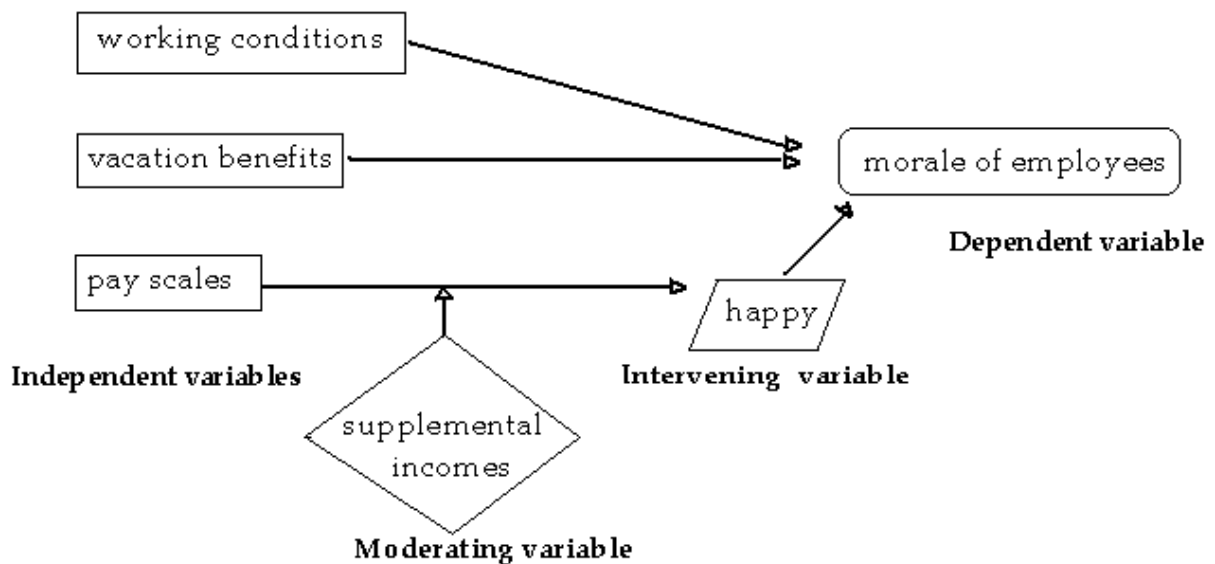 working conditions
vacation benefits
morale of employees
Dependent variable
pay scales
happy
Independent variables
Intervening variable
supplemental
incomes
Moderating variable